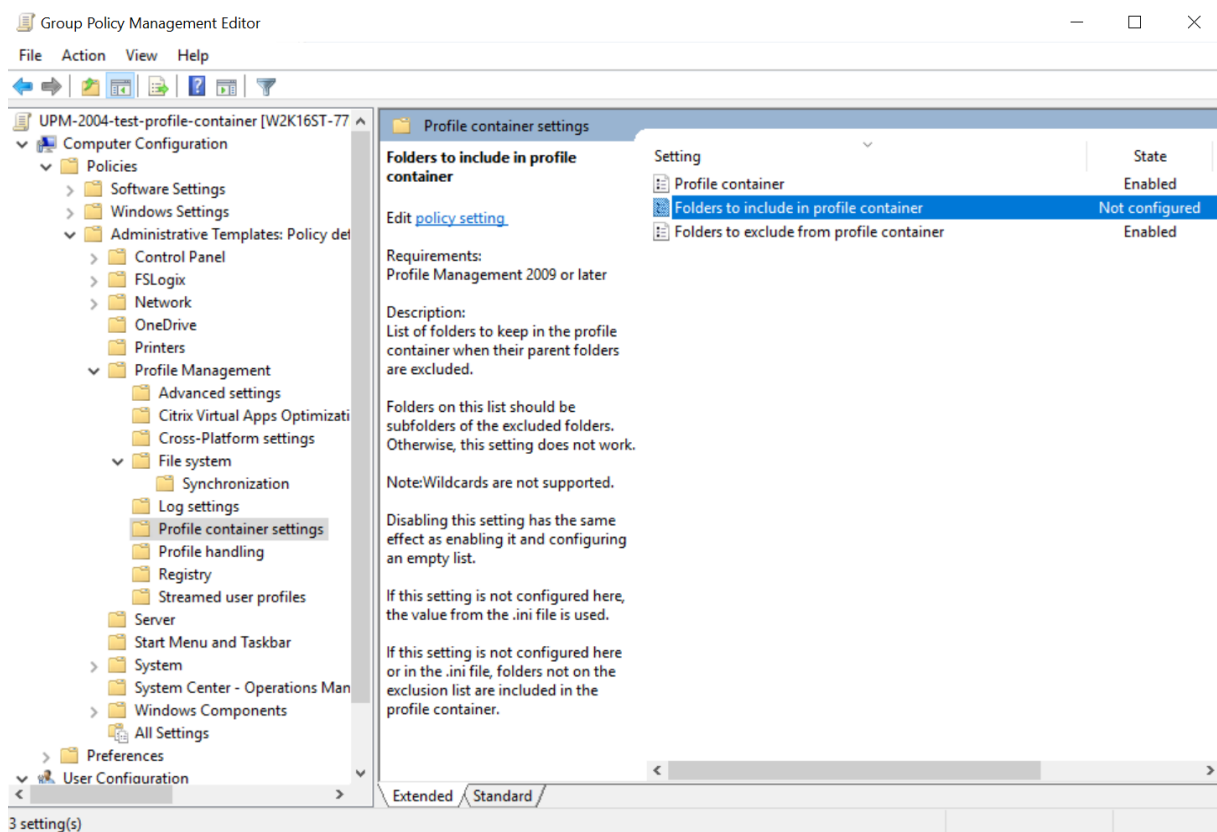 Group Policy Management Editor
File Action View Help
UPM-2004-test-profile-container [W2K16ST-77
Computer Configuration
Policies
Software Settings
Windows Settings
Administrative Templates: Policy def
Control Panel
FSLogix
Network
OneDrive
Printers
Profile Management
Advanced settings
Citrix Virtual Apps Optimizati
Cross-Platform settings
File system
Synchronization
Log settings
Profile container settings
Profile handling
Registry
Streamed user profiles
Server
Start Menu and Taskbar
System
System Center - Operations Man
Windows Components
All Settings
Preferences
User Configuration
Profile container settings
Folders to include in profile
container
Edit policy setting
Requirements:
Profile Management 2009 or later
Description:
List of folders to keep in the profile
container when their parent folders
are excluded.
Folders on this list should be
subfolders of the excluded folders.
Otherwise, this setting does not work.
Note:Wildcards are not supported.
Disabling this setting has the same
effect as enabling it and configuring
an empty list.
If this setting is not configured here,
the value from the .ini file is used.
If this setting is not configured here
or in the .ini file, folders not on the
exclusion list are included in the
profile container.
Setting State
Profile container Enabled
Folders to include in profile container Not configured
Folders to exclude from profile container Enabled
Extended Standard
3 setting(s)